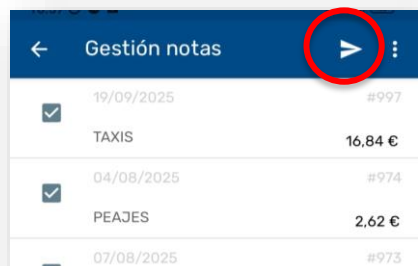 Gestión notas
19/09/2025 #997
TAXIS 16,84 €
04/08/2025 #974
PEAJES 2,62 €
07/08/2025 #973